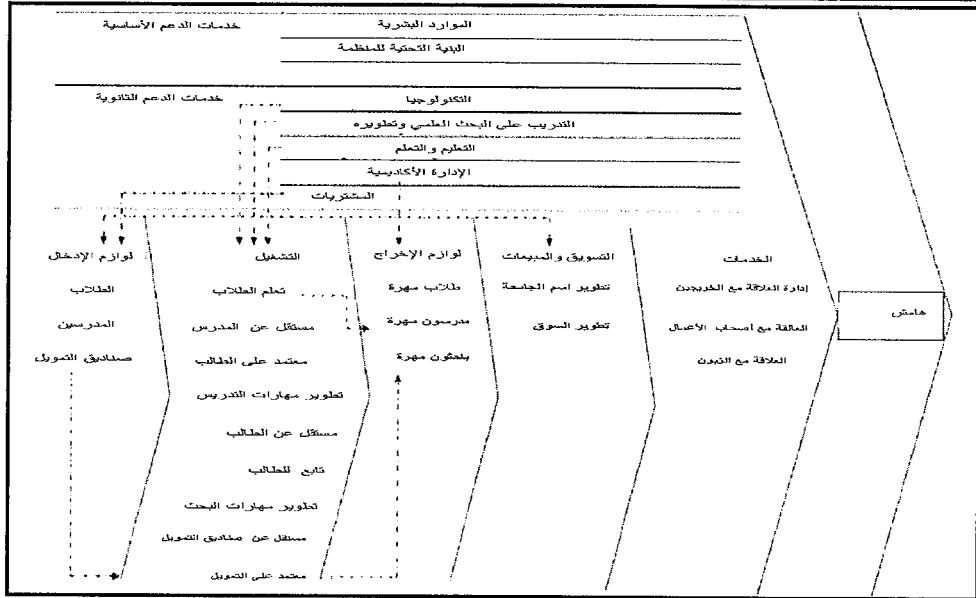 خدمات الدعم الأساسية
الموارد البشرية
البنية التحتية للمنظمة
خدمات الدعم الثانوية
التكنولوجيا
التدريب على البحث العلمي وتطويره
التعليم والتعلم
الإدارة الأكاديمية
المشتريات
لوازم الإدخال
الطلاب
المدرسين
صناديق التمويل
التشغيل
تعلم الطلاب
مستقل عن المدرس
معتمد على الطالب
تطوير مهارات التدريس
مستقل عن الطالب
تابع للطالب
تطوير مهارات البحث
مستقل عن صناديق التمويل
معتمد على التمويل
لوازم الإخراج
طلاب مهرة
مدرسون مهرة
باحثون مهرة
التسويق والمبيعات
تطوير اسم الجامعة
تطوير السوق
الخدمات
إدارة العلاقة مع الخريجين
العالقة مع أصحاب الأعمال
العلاقة مع الزبون
هامش